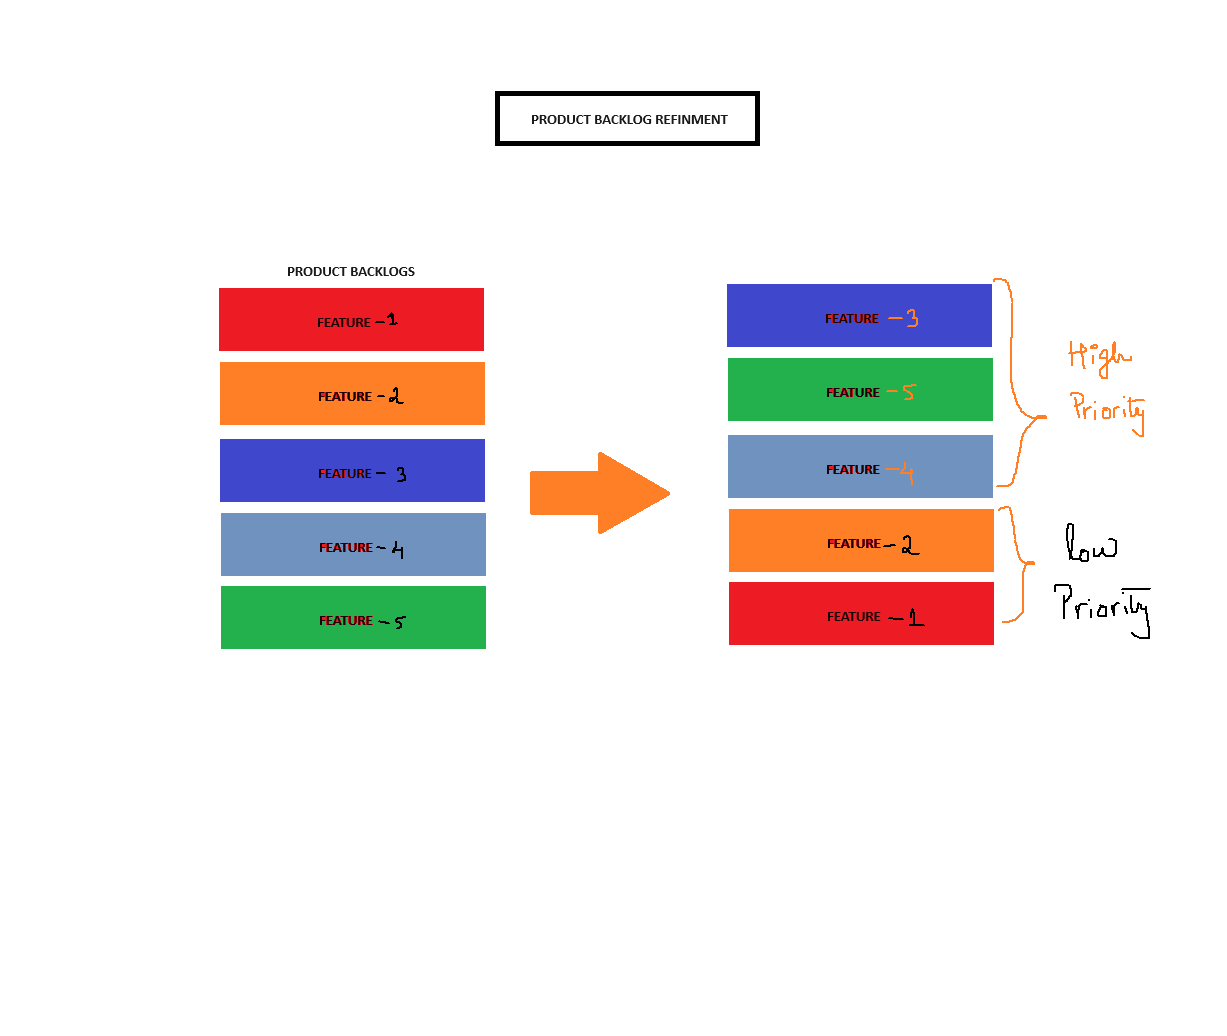 PRODUCT BACKLOG REFINMENT
PRODUCT BACKLOGS
FEATURE -1
FEATURE -2
FEATURE - 3
FEATURE -4
FEATURE -5
FEATURE -3
FEATURE -5
FEATURE -4
FEATURE -2
FEATURE -1
High
Priority
low
Priority